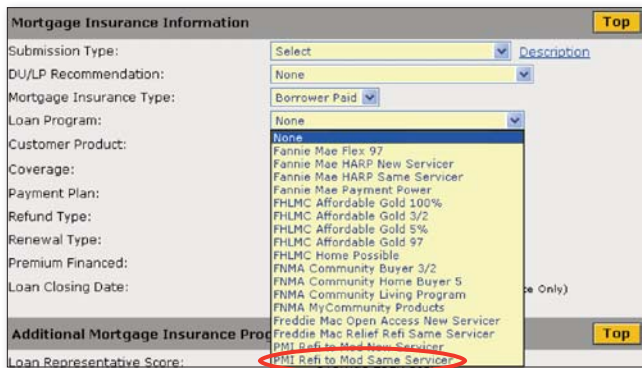 Mortgage Insurance Information Top
Submission Type: Select Description
DU/LP Recommendation: None
Mortgage Insurance Type: Borrower Paid
Loan Program: None
None
Customer Product:
Fannie Mae Flex 97
Fannie Mae HARP New Servicer
Coverage:
Fannie Mae HARP Same Servicer
Fannie Mae Payment Power
Payment Plan:
FHLMC Affordable Gold 100%
FHLMC Affordable Gold 3/2
Refund Type:
FHLMC Affordable Gold 5%
FHLMC Affordable Gold 97
Renewal Type:
FHLMC Home Possible
FNMA Community Buyer 3/2
Premium Financed:
FNMA Community Home Buyer 5
FNMA Community Living Program
Loan Closing Date: Only)
FNMA MyCommunity Products
Freddie Mac Open Access New Servicer
Additional Mortgage Insurance Top
Freddie Mac Relief Refi Same Servicer
PMI Refi to Mod New Servicer
Loan Representative Score:
PMI Refi to Mod Same Servicer